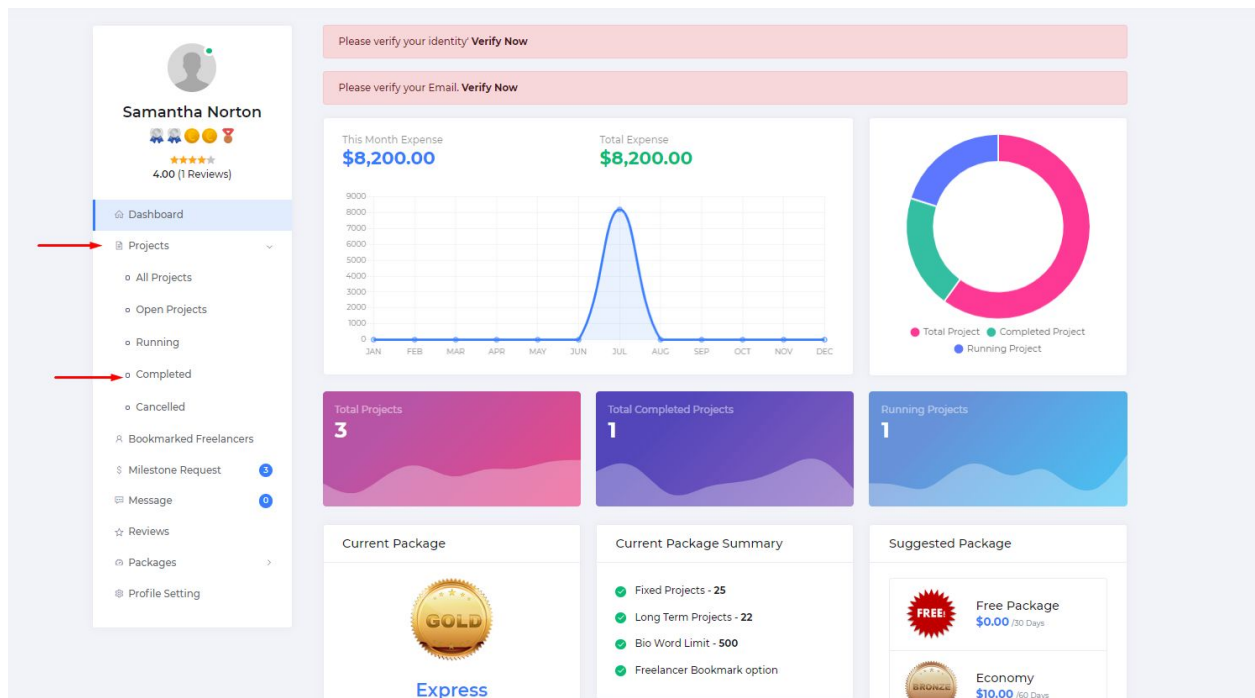 Samantha Norton
4.00 (1 Reviews)
Dashboard
Projects
All Projects
Open Projects
Running
Completed
Cancelled
Bookmarked Freelancers
Milestone Request 3
Message 0
Reviews
Packages
Profile Setting
Please verify your identity' Verify Now
Please verify your Email. Verify Now
This Month Expense
$8,200.00
Total Expense
$8,200.00
9000
8000
7000
6000
5000
4000
3000
2000
1000
0
JAN FEB MAR APR MAY JUN JUL AUG SEP OCT NOV DEC
Total Project Completed Project
Running Project
Total Projects
3
Total Completed Projects
1
Running Projects
1
Current Package
GOLD
Express
Current Package Summary
Fixed Projects - 25
Long Term Projects - 22
Bio Word Limit - 500
Freelancer Bookmark option
Suggested Package
FREE
Free Package
$0.00 /30 Days
BRONZE
Economy
$10.00 /60 Days